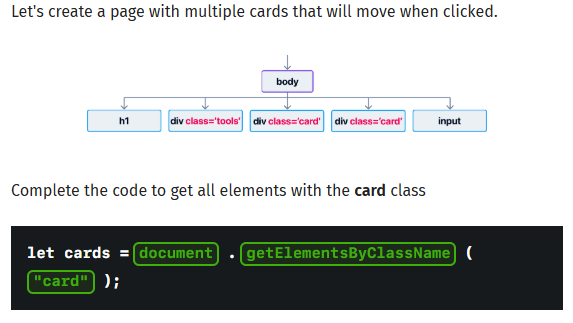 Let's create a page with multiple cards that will move when clicked.
body
h1
div class='tools'
div class='card'
div class='card'
input
Complete the code to get all elements with the card class
let cards = document . getElementsByClassName (
"card" );